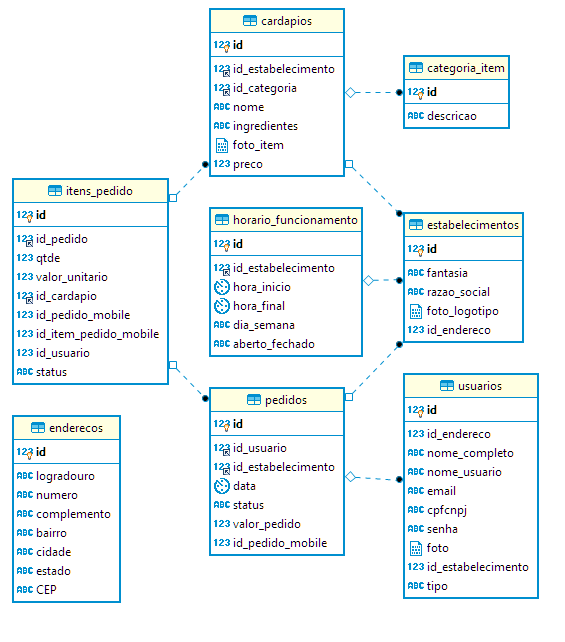 cardapios
123 id
123 id_estabelecimento
123 id_categoria
ABC nome
ABC ingredientes
foto_item
123 preco
categoria_item
123 id
ABC descricao
itens_pedido
123 id
123 id_pedido
123 qtde
123 valor_unitario
123 id_cardapio
123 id_pedido_mobile
123 id_item_pedido_mobile
123 id_usuario
ABC status
horario_funcionamento
123 id
123 id_estabelecimento
hora_inicio
hora_final
ABC dia_semana
ABC aberto_fechado
estabelecimentos
123 id
ABC fantasia
ABC razao_social
foto_logotipo
123 id_endereco
enderecos
123 id
ABC logradouro
ABC numero
ABC complemento
ABC bairro
ABC cidade
ABC estado
ABC CEP
pedidos
123 id
123 id_usuario
123 id_estabelecimento
data
ABC status
123 valor_pedido
123 id_pedido_mobile
usuarios
123 id
123 id_endereco
ABC nome_completo
ABC nome_usuario
ABC email
ABC cpfcnpj
ABC senha
foto
123 id_estabelecimento
ABC tipo